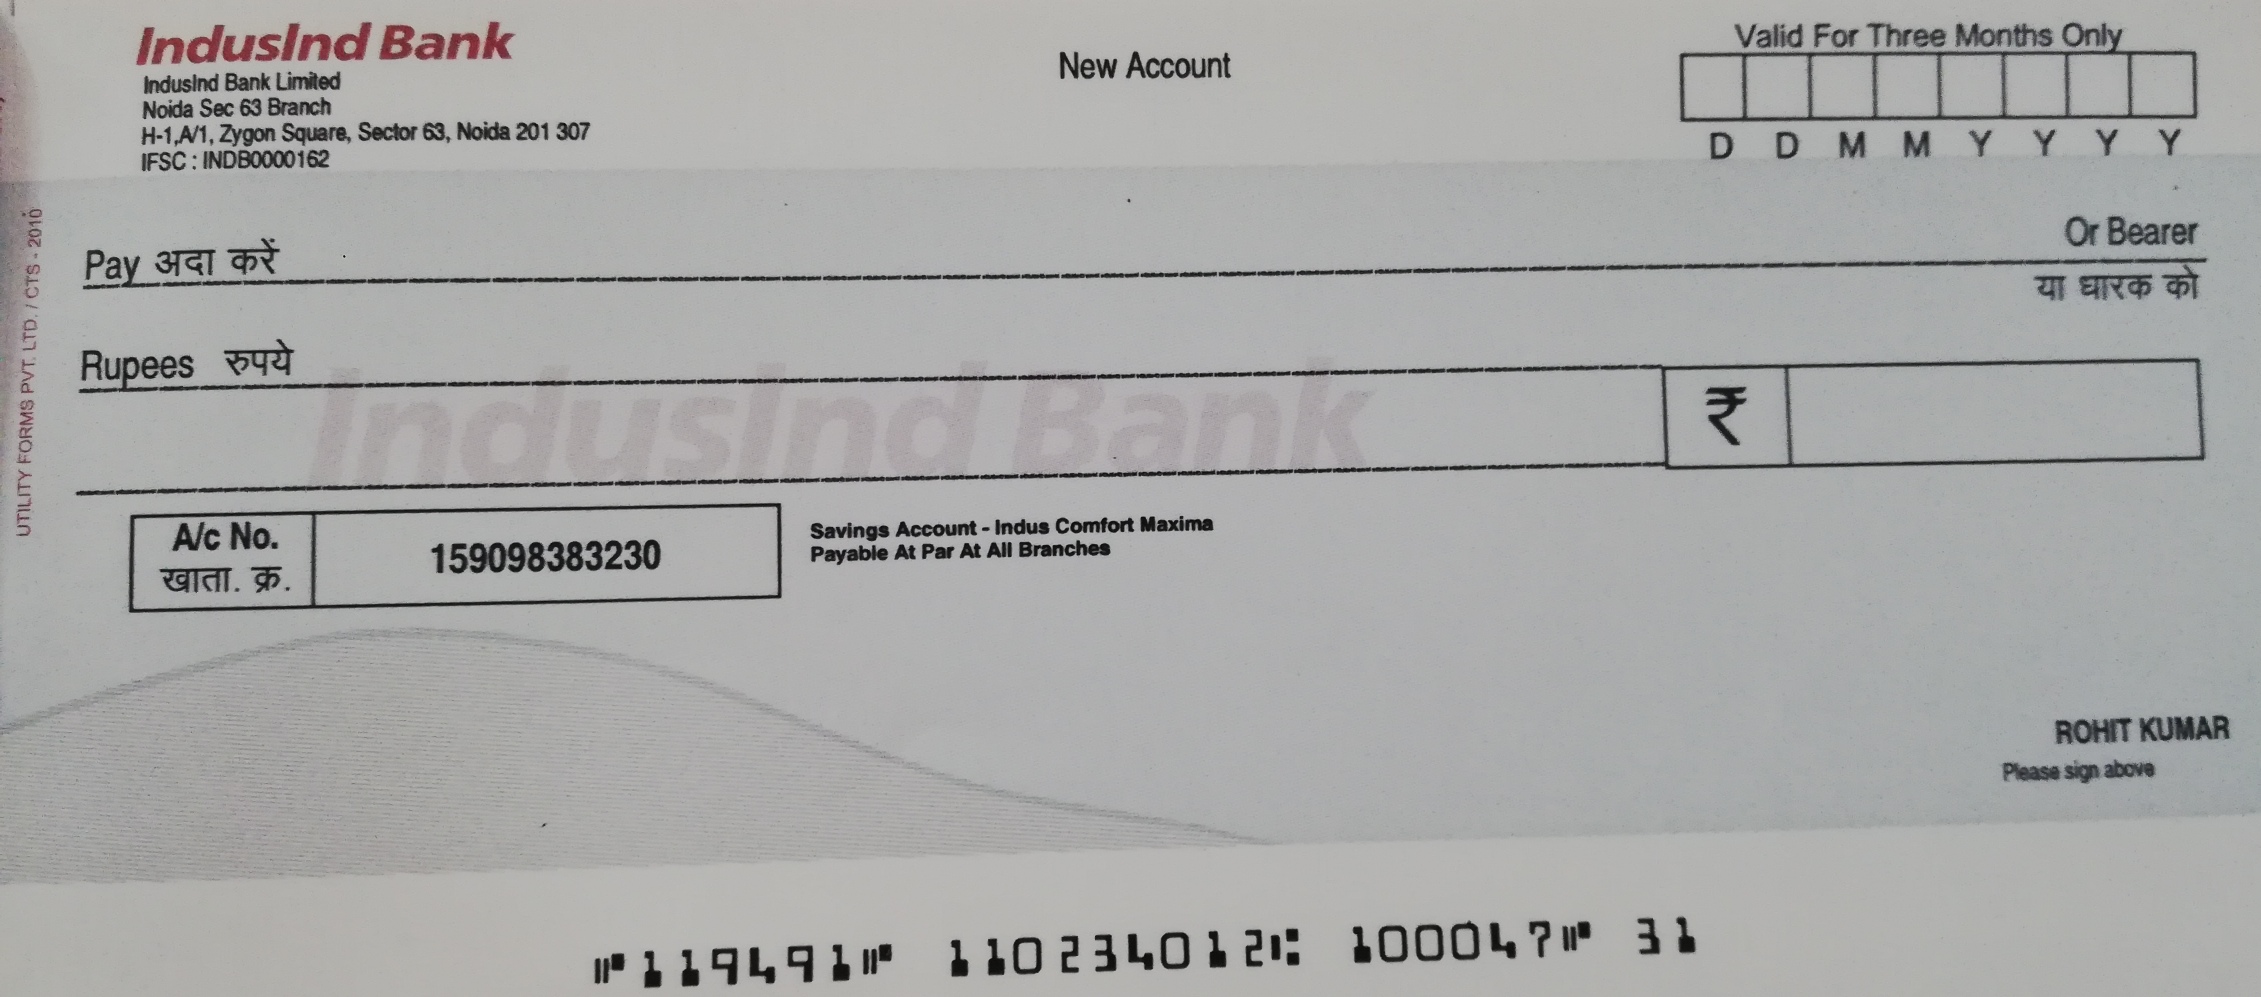 IndusInd Bank
IndusInd Bank Limited
Noida Sec 63 Branch
H-1,A/1, Zygon Square, Sector 63, Noida 201 307
IFSC : INDB0000162
New Account
Valid For Three Months Only
D D M M Y Y Y Y
Pay अदा करें
Or Bearer
या धारक को
Rupees रुपये
₹
IndusInd Bank
A/c No.
खाता. क्र.
159098383230
Savings Account - Indus Comfort Maxima
Payable At Par At All Branches
UTILITY FORMS PVT. LTD. / CTS - 2010
ROHIT KUMAR
Please sign above
⑈119491⑈ 110234012⑆ 100047⑈ 31